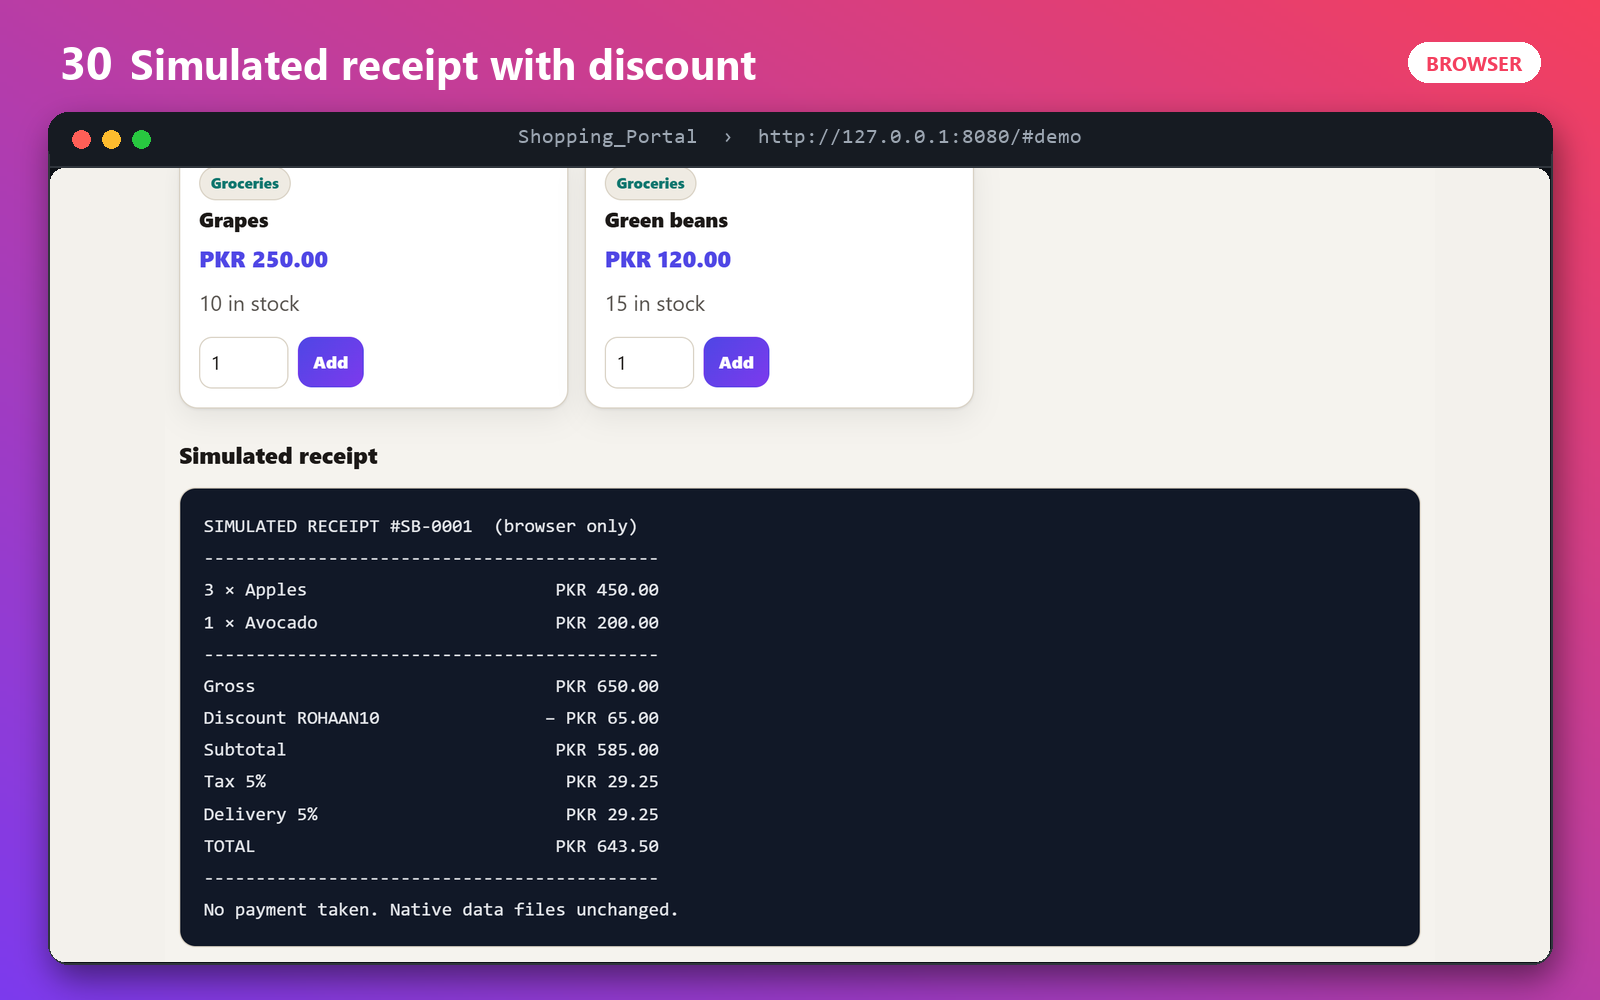 30 Simulated receipt with discount
BROWSER
Shopping_Portal › http://127.0.0.1:8080/#demo
Groceries
Grapes
PKR 250.00
10 in stock
1 Add
Groceries
Green beans
PKR 120.00
15 in stock
1 Add
Simulated receipt
SIMULATED RECEIPT #SB-0001 (browser only)
--------------------------------------------
3 × Apples PKR 450.00
1 × Avocado PKR 200.00
--------------------------------------------
Gross PKR 650.00
Discount ROHAAN10 − PKR 65.00
Subtotal PKR 585.00
Tax 5% PKR 29.25
Delivery 5% PKR 29.25
TOTAL PKR 643.50
--------------------------------------------
No payment taken. Native data files unchanged.